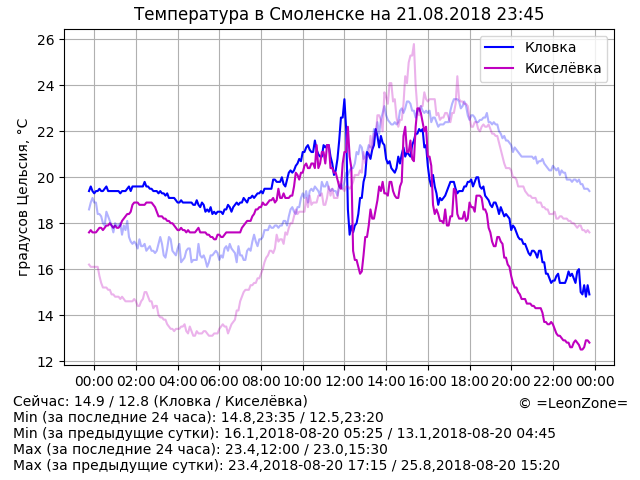 Температура в Смоленске на 21.08.2018 23:45
Кловка
Киселёвка
градусов Цельсия, °C
26
24
22
20
18
16
14
12
00:00 02:00 04:00 06:00 08:00 10:00 12:00 14:00 16:00 18:00 20:00 22:00 00:00
Сейчас: 14.9 / 12.8 (Кловка / Киселёвка)
© =LeonZone=
Min (за последние 24 часа): 14.8,23:35 / 12.5,23:20
Min (за предыдущие сутки): 16.1,2018-08-20 05:25 / 13.1,2018-08-20 04:45
Max (за последние 24 часа): 23.4,12:00 / 23.0,15:30
Max (за предыдущие сутки): 23.4,2018-08-20 17:15 / 25.8,2018-08-20 15:20